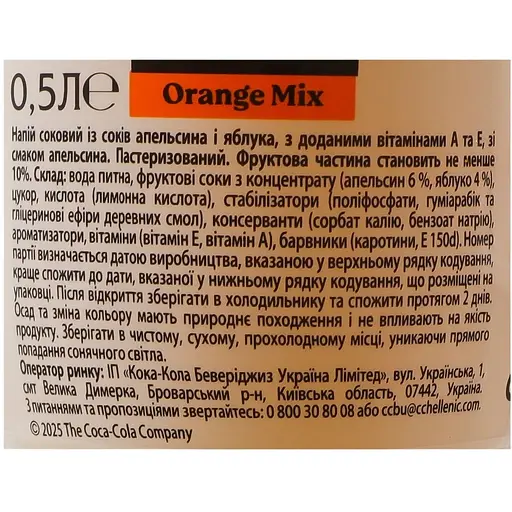 0,5Л℮
Orange Mix
Напій соковий із соків апельсина і яблука, з доданими вітамінами А та Е, зі
смаком апельсина. Пастеризований. Фруктова частина становить не менше
10%. Склад: вода питна, фруктові соки з концентрату (апельсин 6 %, яблуко 4 %),
цукор, кислота (лимонна кислота), стабілізатори (поліфосфати, гуміарабік та
гліцеринові ефіри деревних смол), консерванти (сорбат калію, бензоат натрію),
ароматизатори, вітаміни (вітамін Е, вітамін А), барвники (каротини, Е 150d). Номер
партії визначається датою виробництва, вказаною у верхньому рядку кодування,
краще спожити до дати, вказаної у нижньому рядку кодування, що розміщені на
упаковці. Після відкриття зберігати в холодильнику та спожити протягом 2 днів.
Осад та зміна кольору мають природнє походження і не впливають на якість
продукту. Зберігати в чистому, сухому, прохолодному місці, уникаючи прямого
попадання сонячного світла.
Оператор ринку: ІП «Кока-Кола Беверіджиз Україна Лімітед», вул. Українська, 1,
смт Велика Димерка, Броварський р-н, Київська область, 07442, Україна.
З питаннями та пропозиціями звертайтесь: 0 800 30 80 08 або ccbu@cchellenic.com.
© 2025 The Coca-Cola Company